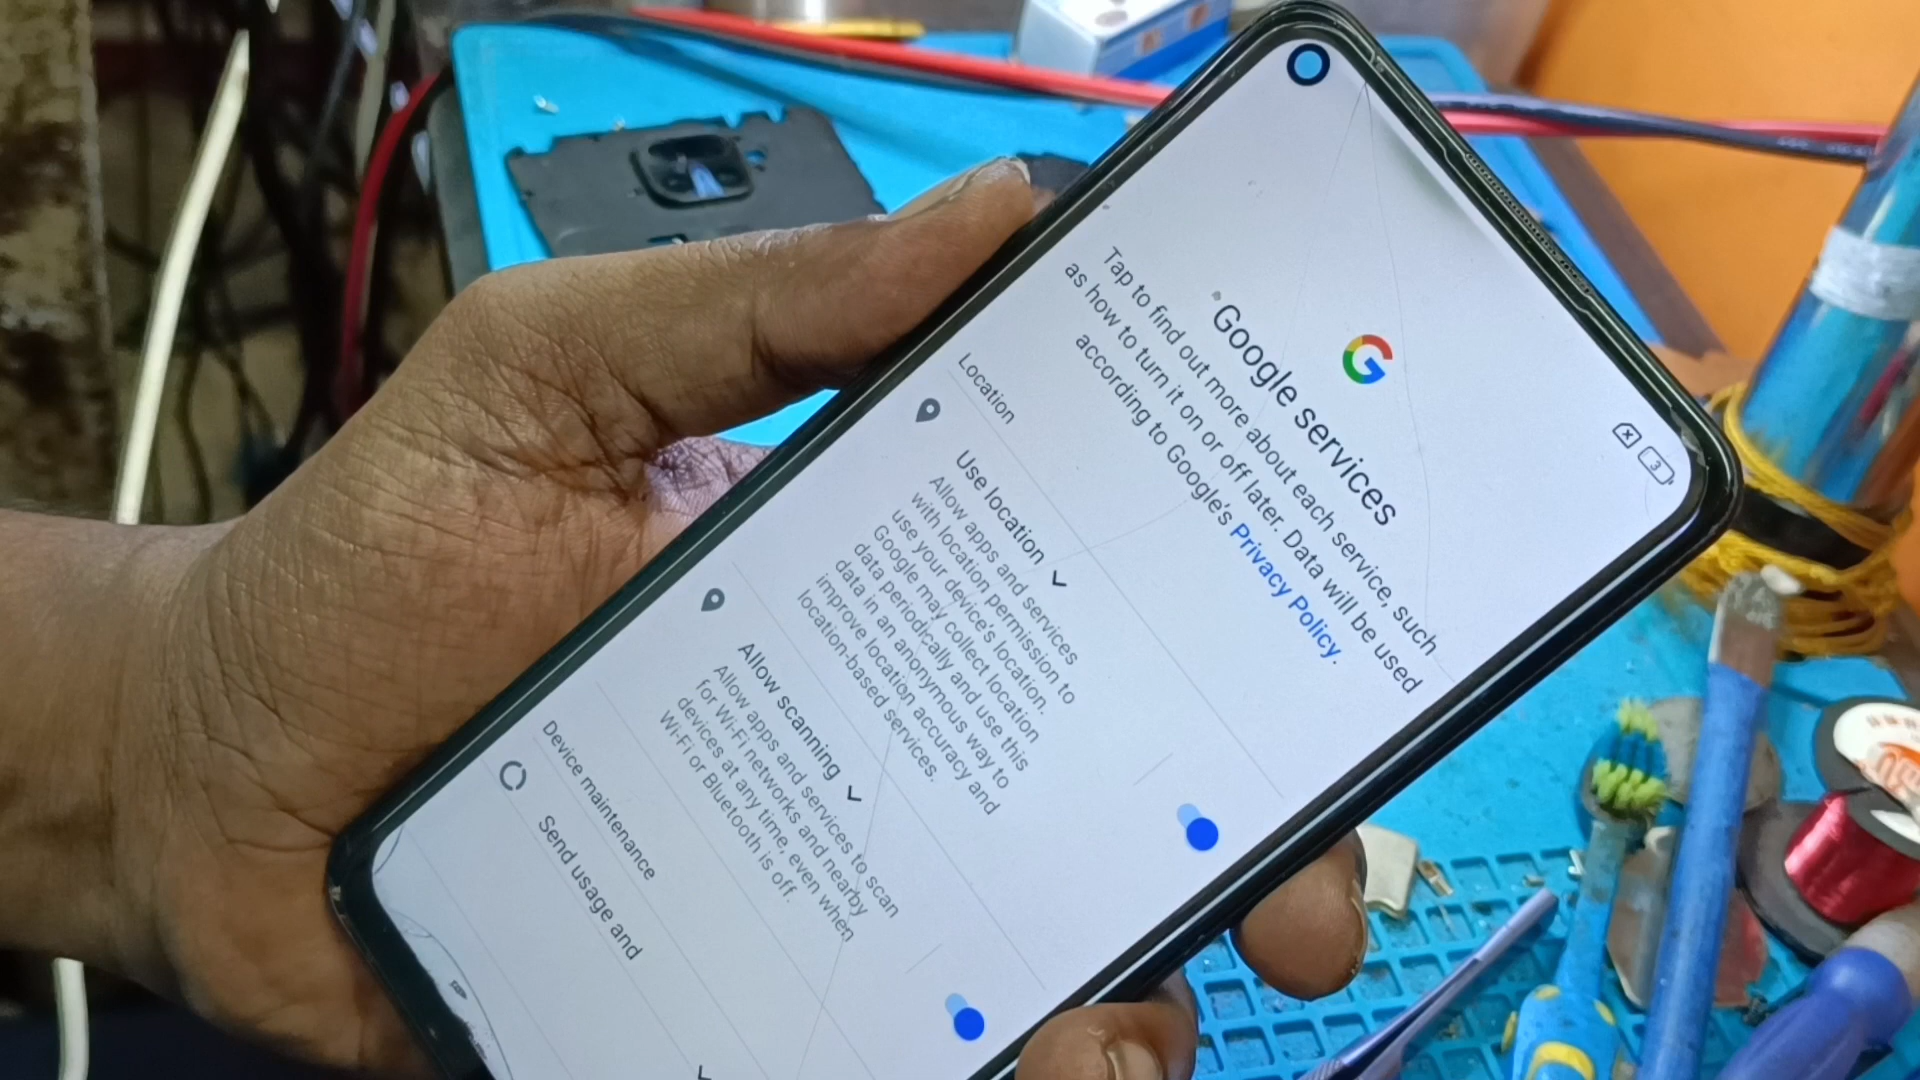 3
Google services
Tap to find out more about each service, such
as how to turn it on or off later. Data will be used
according to Google's Privacy Policy.
Location
Use location
Allow apps and services
with location permission to
use your device's location.
Google may collect location
data periodically and use this
data in an anonymous way to
improve location accuracy and
location-based services.
Allow scanning
Allow apps and services to scan
for Wi-Fi networks and nearby
devices at any time, even when
Wi-Fi or Bluetooth is off.
Device maintenance
Send usage and